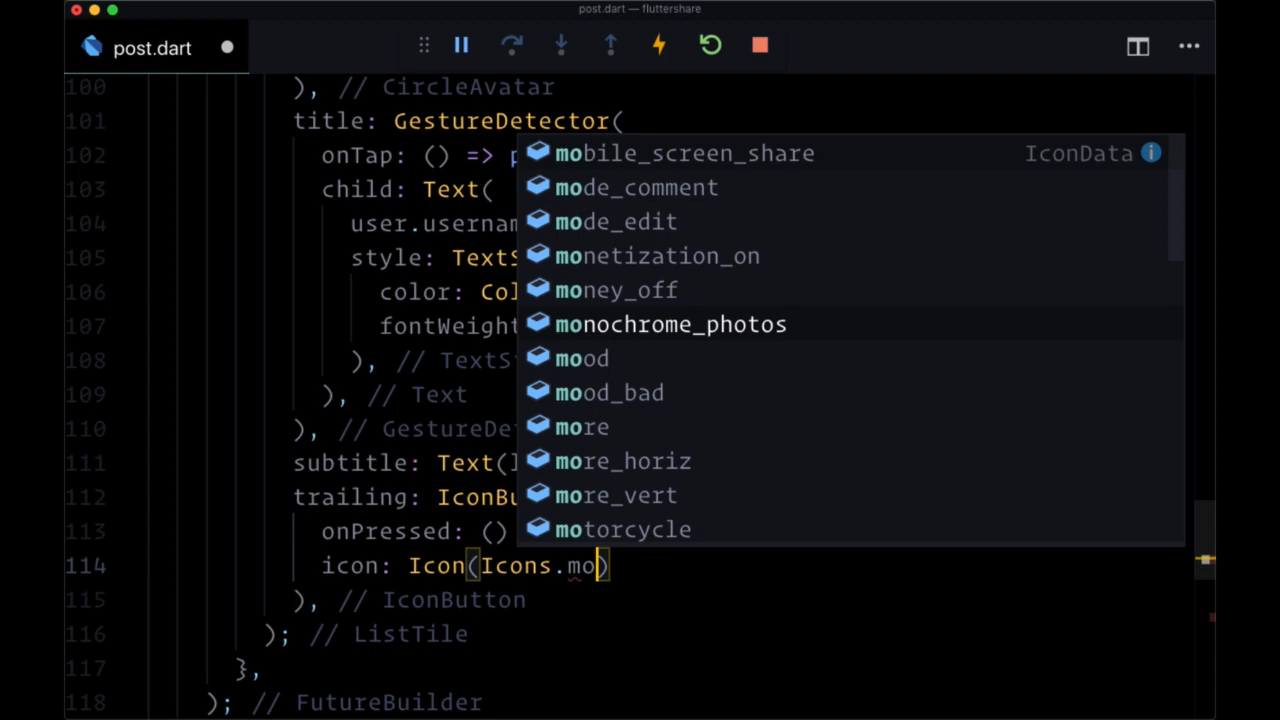 post.dart — fluttershare
post.dart
100 ), // CircleAvatar
101 title: GestureDetector(
102 onTap: () => p
103 child: Text(
104 user.usernam
105 style: TextS
106 color: Col
107 fontWeight
108 ), // TextSt
109 ), // Text
110 ), // GestureDet
111 subtitle: Text(l
112 trailing: IconBu
113 onPressed: ()
114 icon: Icon(Icons.mo)
115 ), // IconButton
116 ); // ListTile
117 },
118 ); // FutureBuilder
mobile_screen_share IconData
mode_comment
mode_edit
monetization_on
money_off
monochrome_photos
mood
mood_bad
more
more_horiz
more_vert
motorcycle